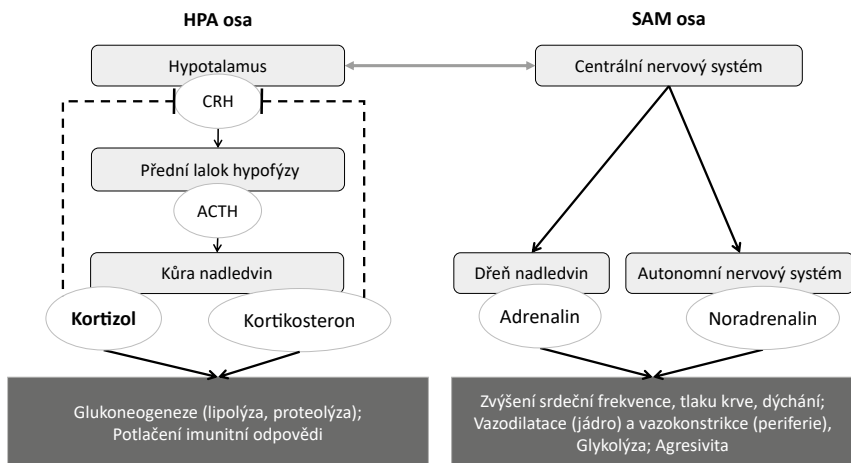 HPA osa
SAM osa
Hypotalamus
Centrální nervový systém
CRH
Přední lalok hypofýzy
ACTH
Kůra nadledvin
Dřeň nadledvin
Autonomní nervový systém
Kortizol
Kortikosteron
Adrenalin
Noradrenalin
Glukoneogeneze (lipolýza, proteolýza);
Potlačení imunitní odpovědi
Zvýšení srdeční frekvence, tlaku krve, dýchání;
Vazodilatace (jádro) a vazokonstrikce (periferie),
Glykolýza; Agresivita